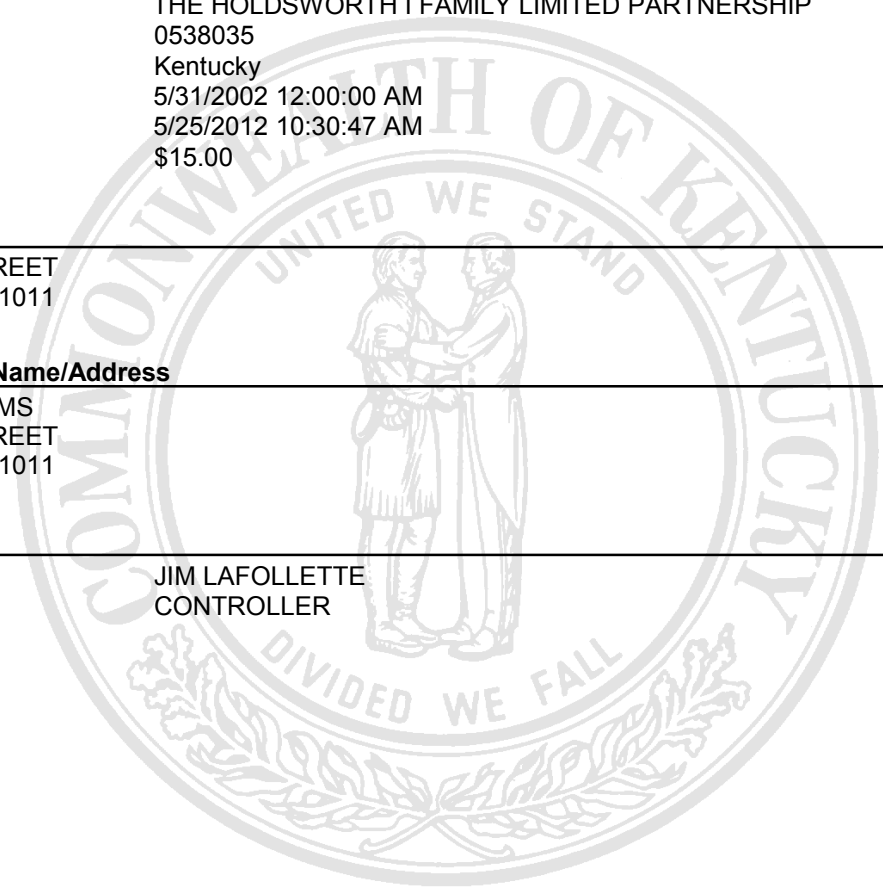 THE HOLDSWORTH I FAMILY LIMITED PARTNERSHIP
0538035
Kentucky
5/31/2002 12:00:00 AM
5/25/2012 10:30:47 AM
$15.00
REET
1011
Name/Address
MS
REET
1011
JIM LAFOLLETTE
CONTROLLER
COMMONWEALTH OF KENTUCKY
UNITED WE STAND
DIVIDED WE FALL